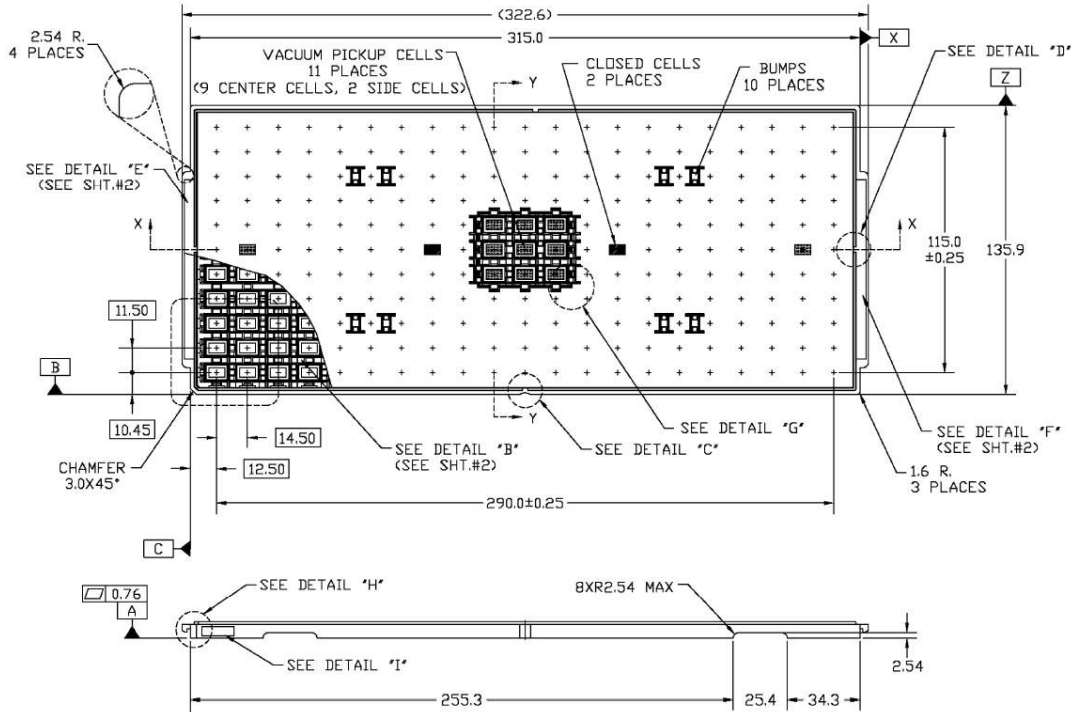 (322.6)
315.0
2.54 R.
4 PLACES
VACUUM PICKUP CELLS
11 PLACES
(9 CENTER CELLS, 2 SIDE CELLS)
Y
CLOSED CELLS
2 PLACES
BUMPS
10 PLACES
X
SEE DETAIL "D"
Z
SEE DETAIL "E"
(SEE SHT.#2)
X
X
115.0
±0.25
135.9
11.50
B
10.45
14.50
12.50
CHAMFER
3.0X45°
Y
SEE DETAIL "B"
(SEE SHT.#2)
SEE DETAIL "C"
SEE DETAIL "G"
SEE DETAIL "F"
(SEE SHT.#2)
1.6 R.
3 PLACES
290.0±0.25
C
0.76
A
SEE DETAIL "H"
8XR2.54 MAX
SEE DETAIL "I"
2.54
255.3
25.4
34.3